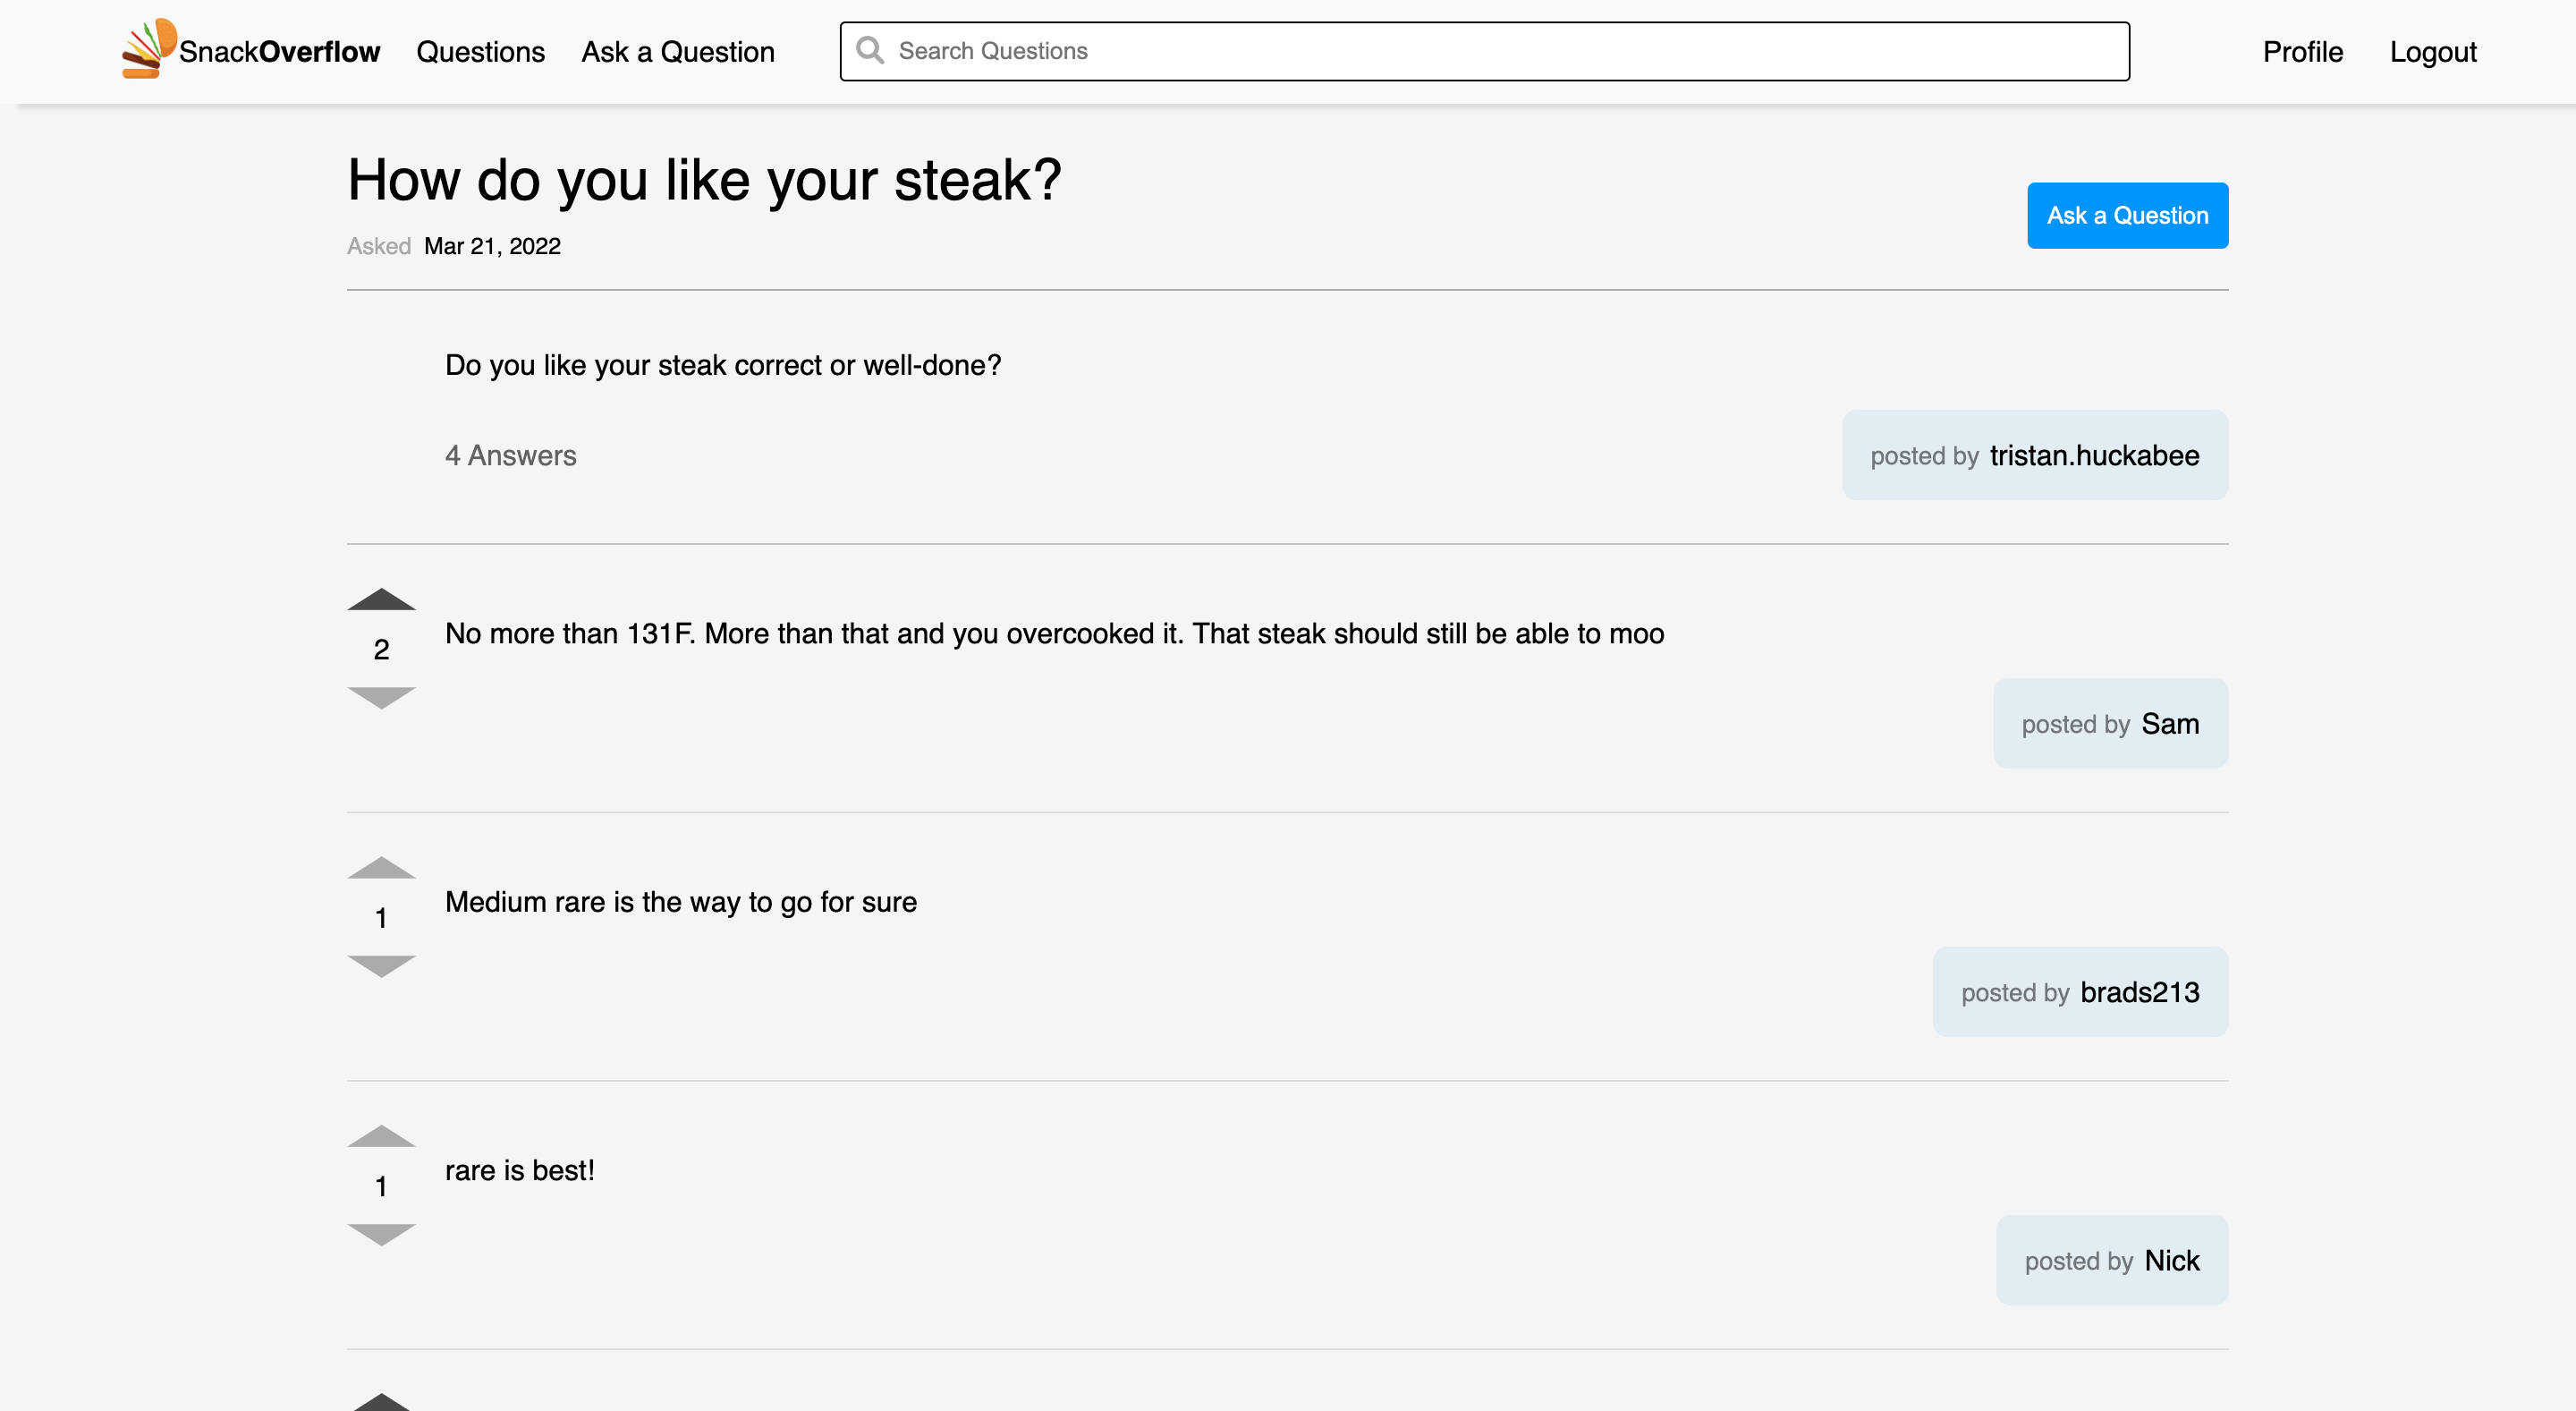 SnackOverflow Questions Ask a Question Search Questions Profile Logout
How do you like your steak?
Ask a Question
Asked Mar 21, 2022
Do you like your steak correct or well-done?
4 Answers
posted by tristan.huckabee
2
No more than 131F. More than that and you overcooked it. That steak should still be able to moo
posted by Sam
1
Medium rare is the way to go for sure
posted by brads213
1
rare is best!
posted by Nick